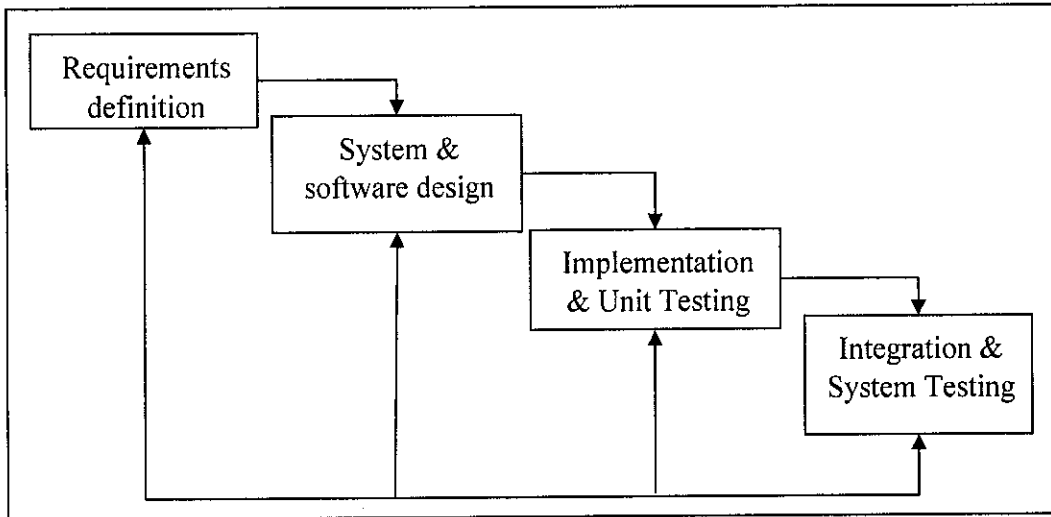 Requirements
definition
System &
software design
Implementation
& Unit Testing
Integration &
System Testing